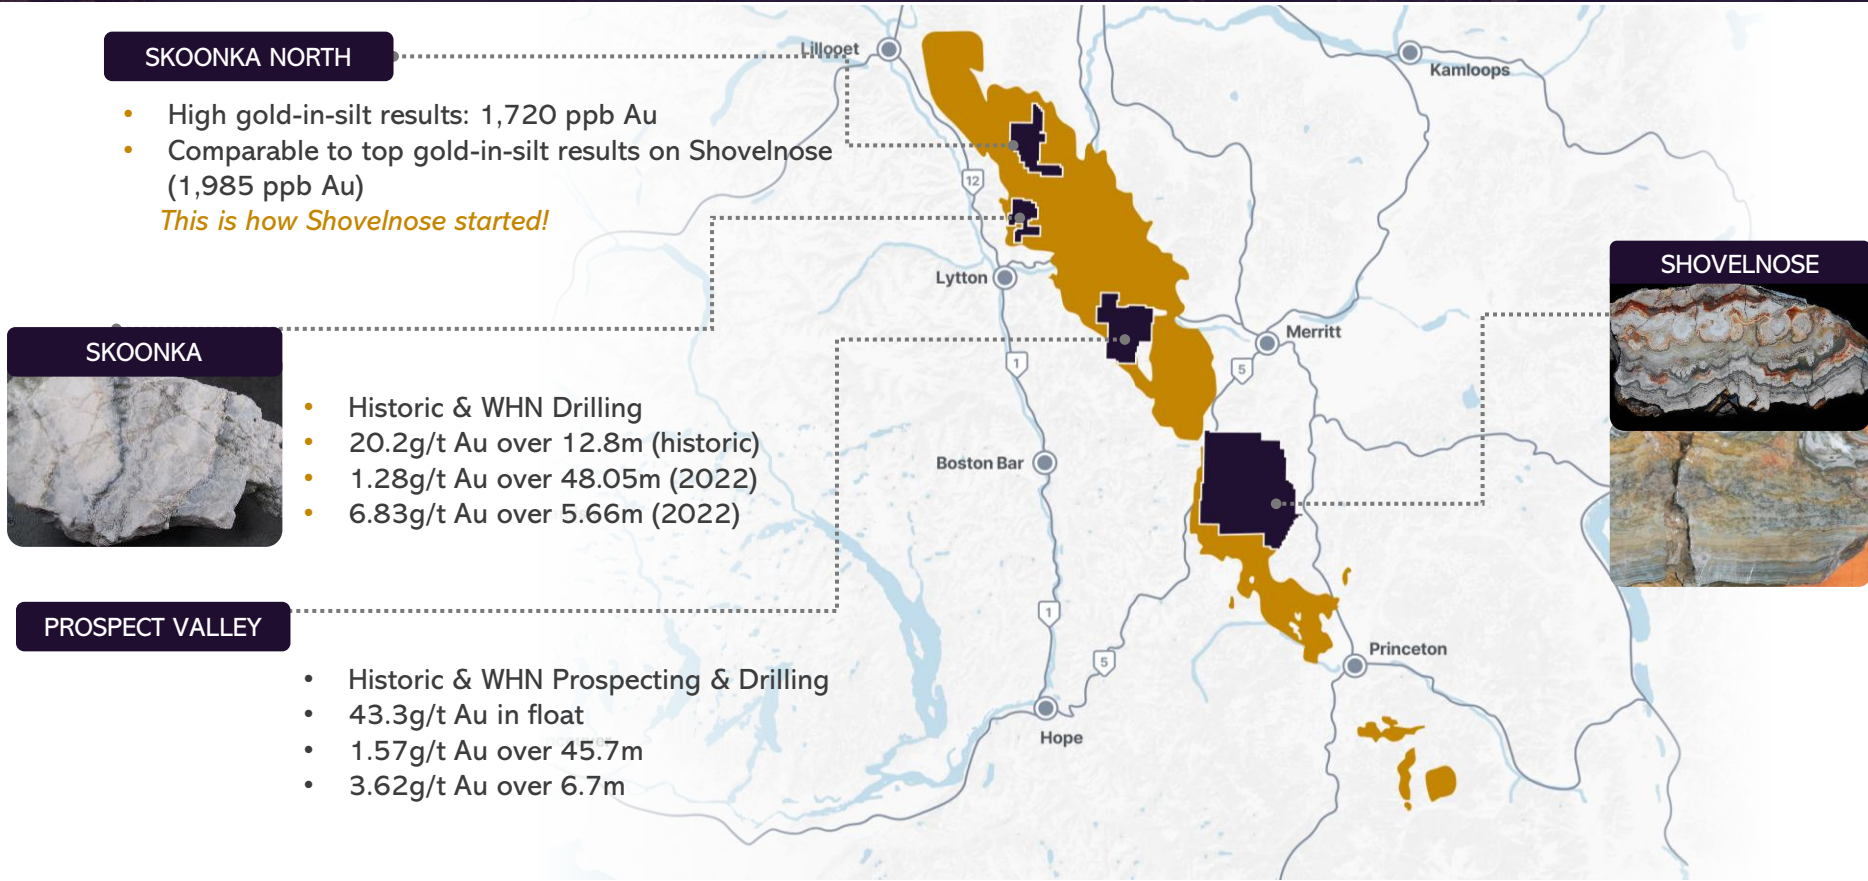 SKOONKA NORTH
High gold-in-silt results: 1,720 ppb Au
Comparable to top gold-in-silt results on Shovelnose
(1,985 ppb Au)
This is how Shovelnose started!
SKOONKA
Historic & WHN Drilling
20.2g/t Au over 12.8m (historic)
1.28g/t Au over 48.05m (2022)
6.83g/t Au over 5.66m (2022)
PROSPECT VALLEY
Historic & WHN Prospecting & Drilling
43.3g/t Au in float
1.57g/t Au over 45.7m
3.62g/t Au over 6.7m
Lillooet
Kamloops
12
Lytton
Merritt
1
5
Boston Bar
1
5
Princeton
Hope
SHOVELNOSE